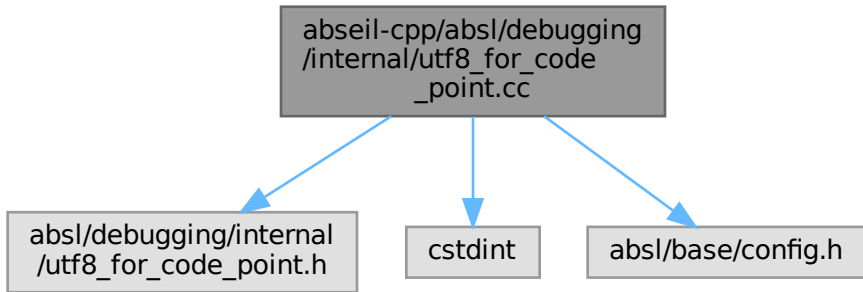 abseil-cpp/absl/debugging
/internal/utf8_for_code
_point.cc
absl/debugging/internal
/utf8_for_code_point.h
cstdint
absl/base/config.h